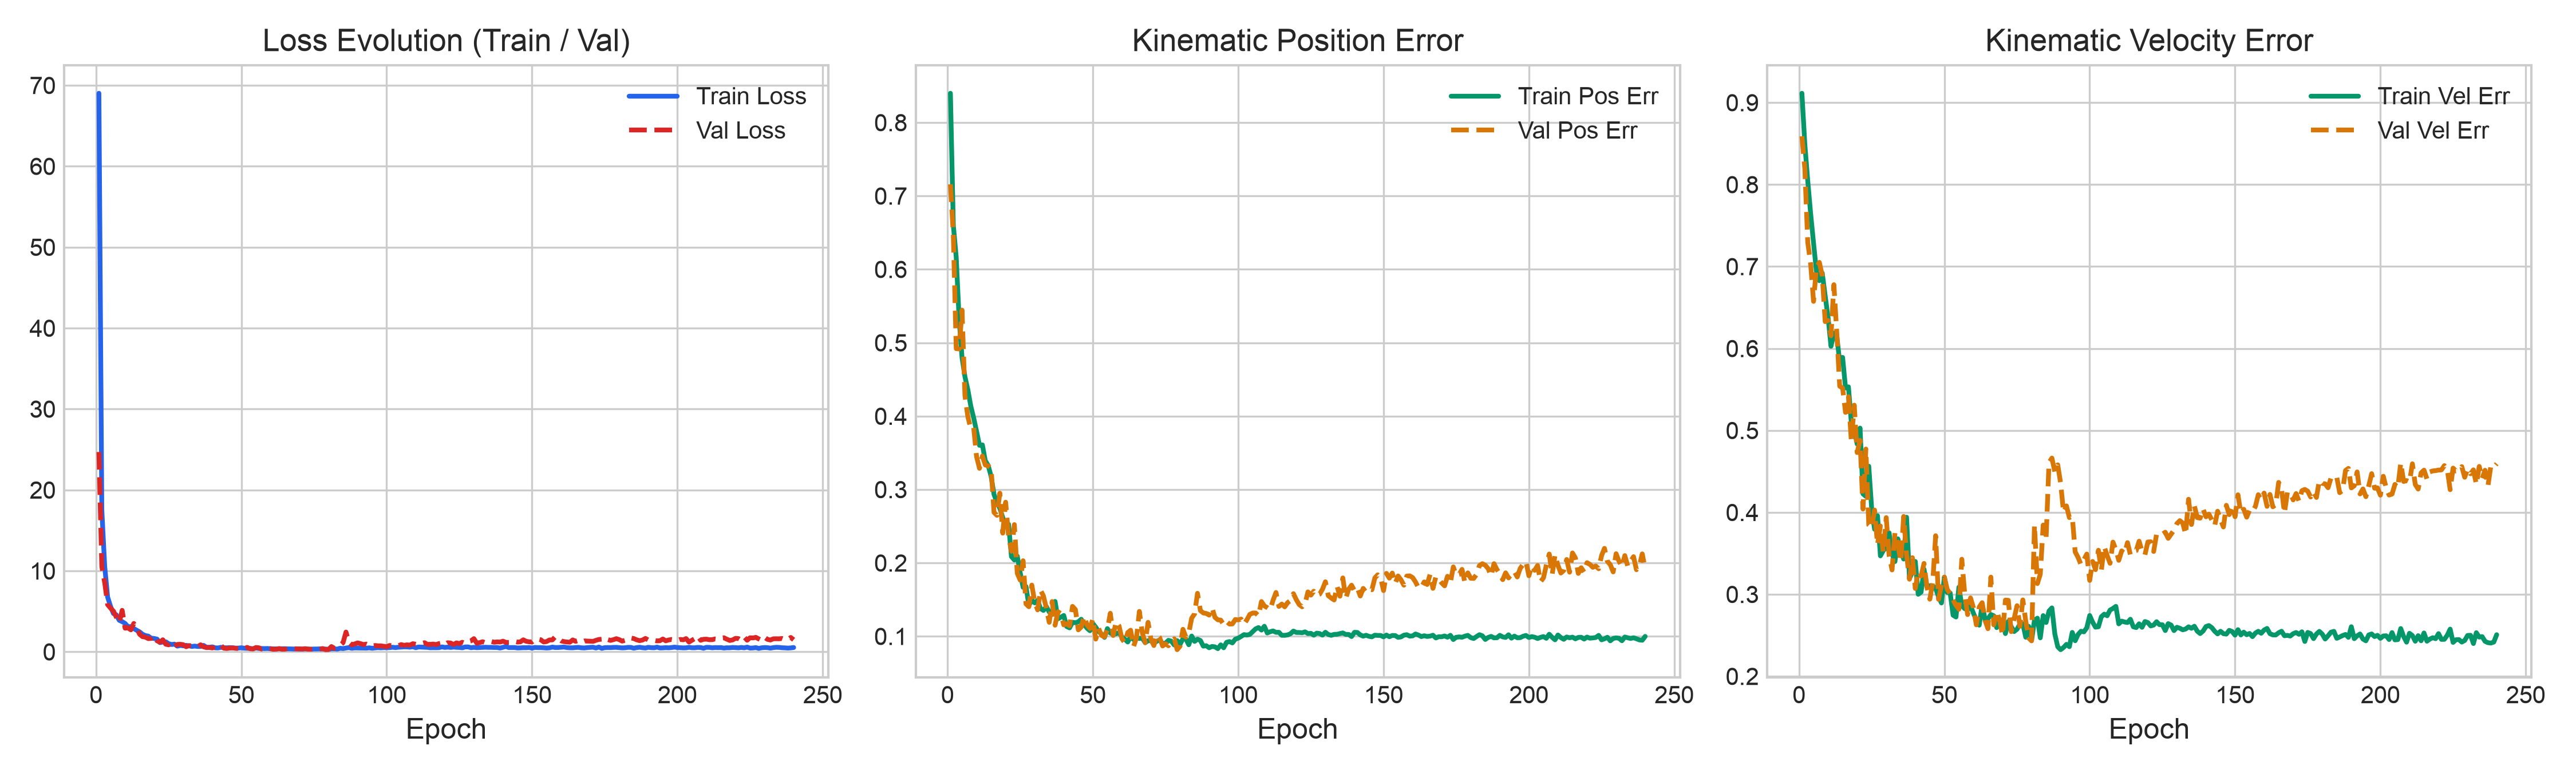 Loss Evolution (Train / Val)
70
60
50
40
30
20
10
0
0 50 100 150 200 250
Epoch
Train Loss
Val Loss
Kinematic Position Error
0.8
0.7
0.6
0.5
0.4
0.3
0.2
0.1
0 50 100 150 200 250
Epoch
Train Pos Err
Val Pos Err
Kinematic Velocity Error
0.9
0.8
0.7
0.6
0.5
0.4
0.3
0.2
0 50 100 150 200 250
Epoch
Train Vel Err
Val Vel Err